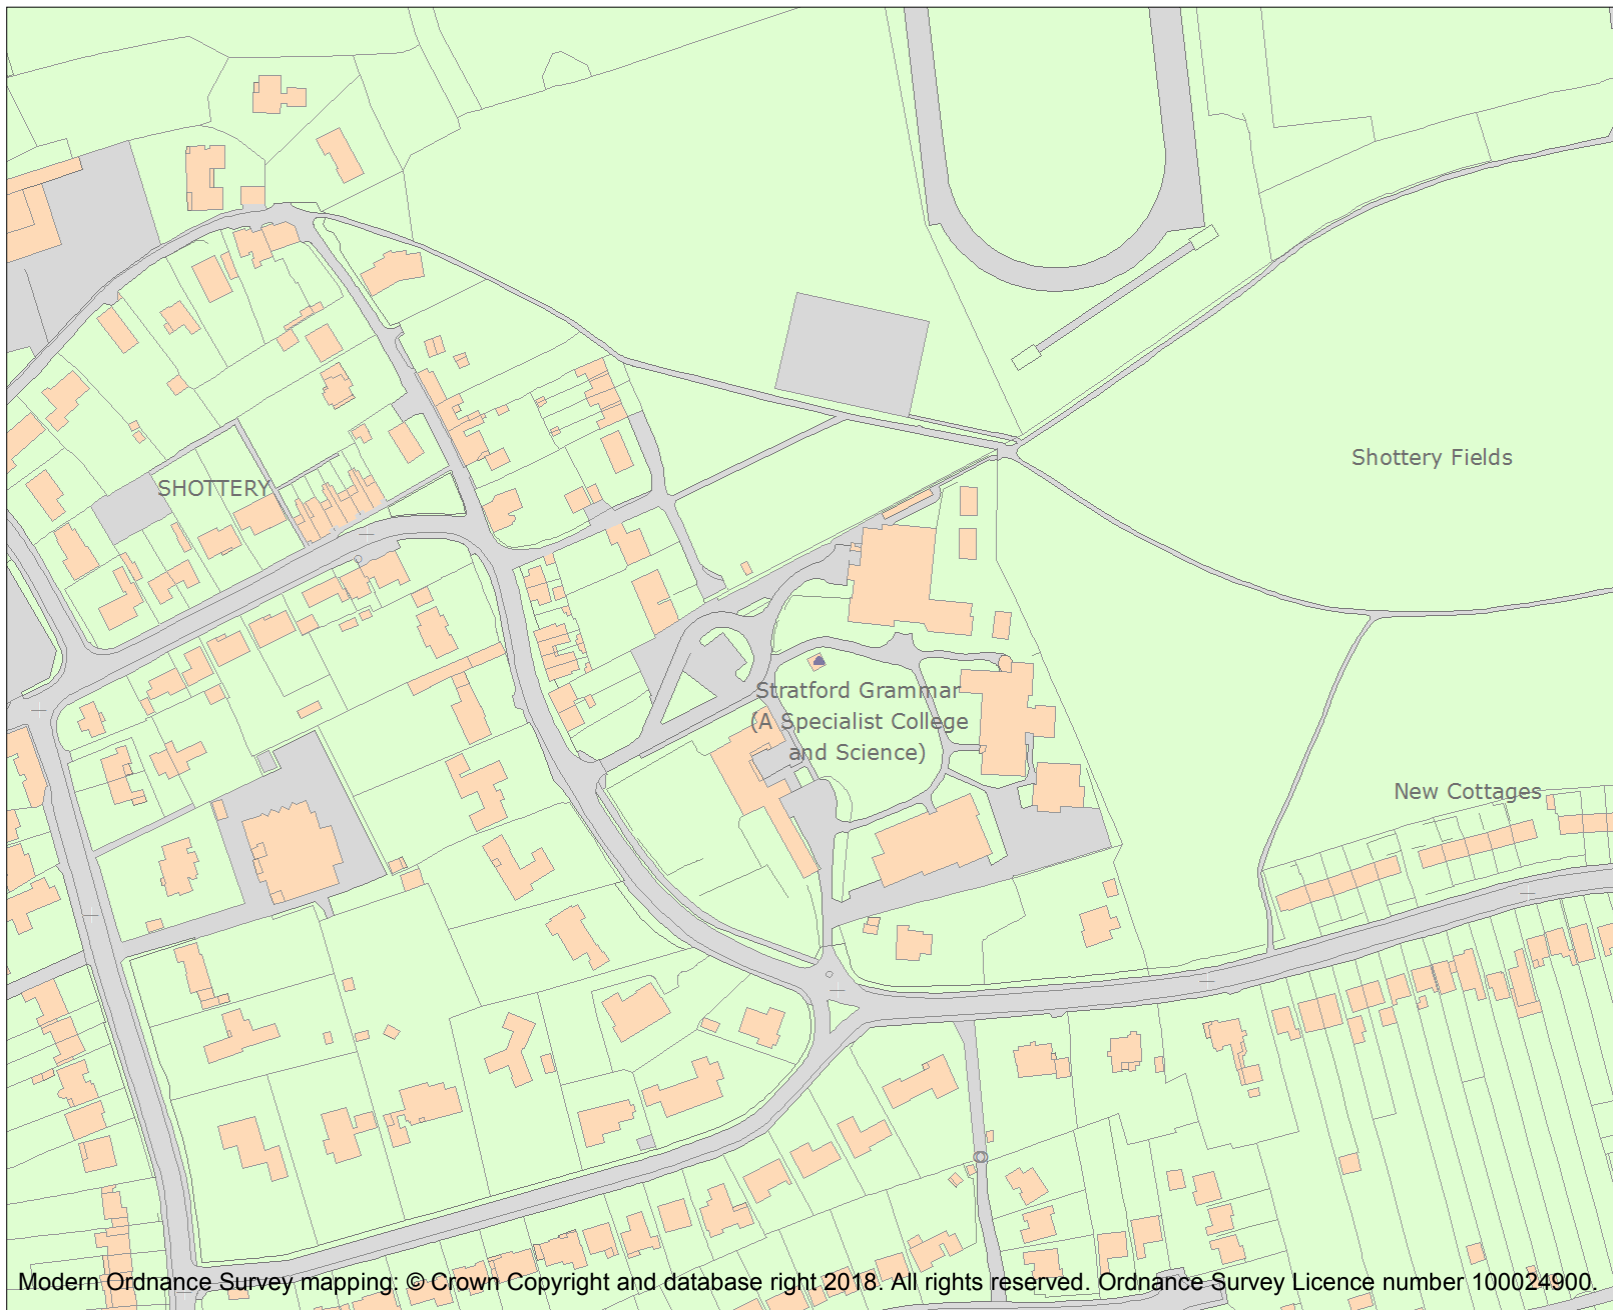 Shottery Fields
SHOTTERY
Stratford Grammar
(A Specialist College
and Science)
New Cottages
Modern Ordnance Survey mapping: © Crown Copyright and database right 2018. All rights reserved. Ordnance Survey Licence number 100024900.